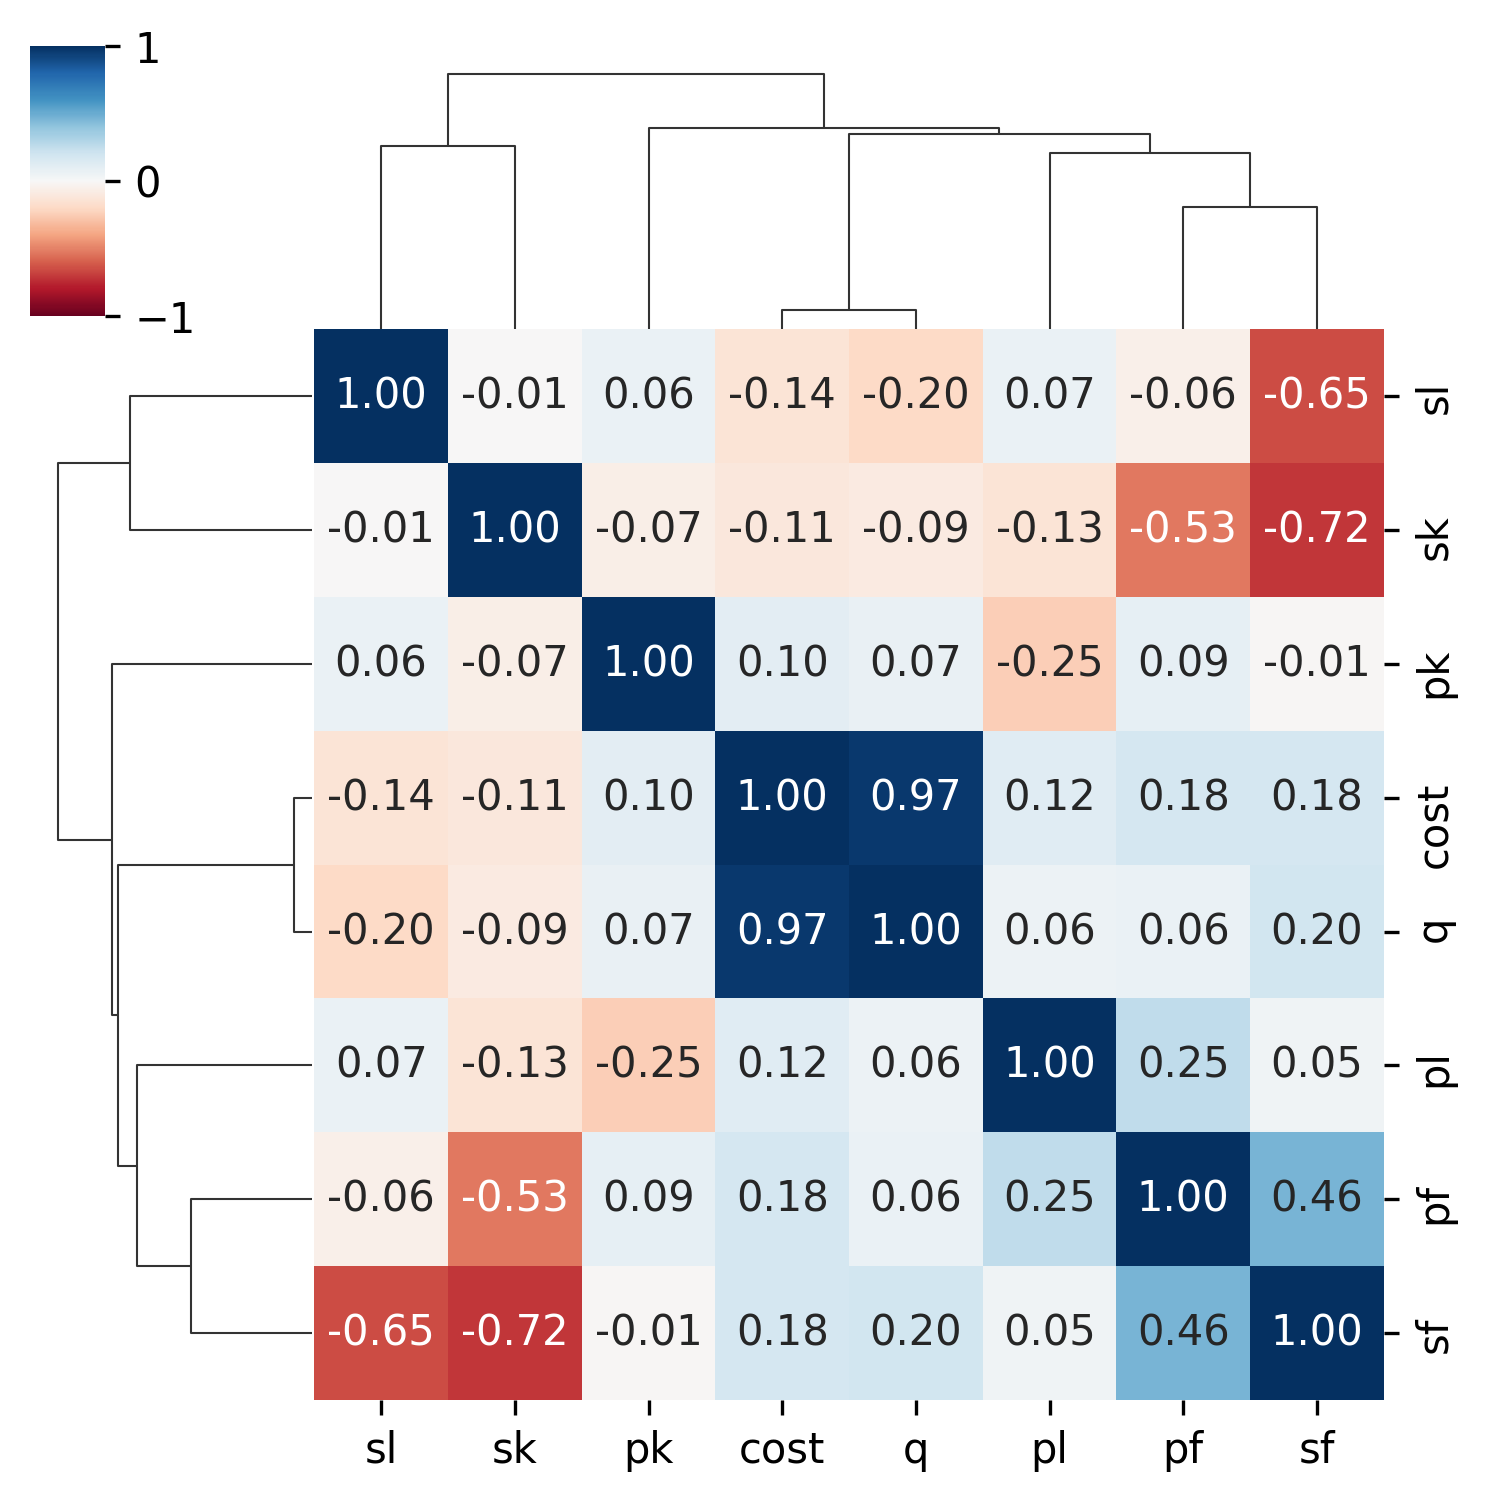 1
0
−1
1.00 -0.01 0.06 -0.14 -0.20 0.07 -0.06 -0.65 sl
-0.01 1.00 -0.07 -0.11 -0.09 -0.13 -0.53 -0.72 sk
0.06 -0.07 1.00 0.10 0.07 -0.25 0.09 -0.01 pk
-0.14 -0.11 0.10 1.00 0.97 0.12 0.18 0.18 cost
-0.20 -0.09 0.07 0.97 1.00 0.06 0.06 0.20 q
0.07 -0.13 -0.25 0.12 0.06 1.00 0.25 0.05 pl
-0.06 -0.53 0.09 0.18 0.06 0.25 1.00 0.46 pf
-0.65 -0.72 -0.01 0.18 0.20 0.05 0.46 1.00 sf
sl sk pk cost q pl pf sf